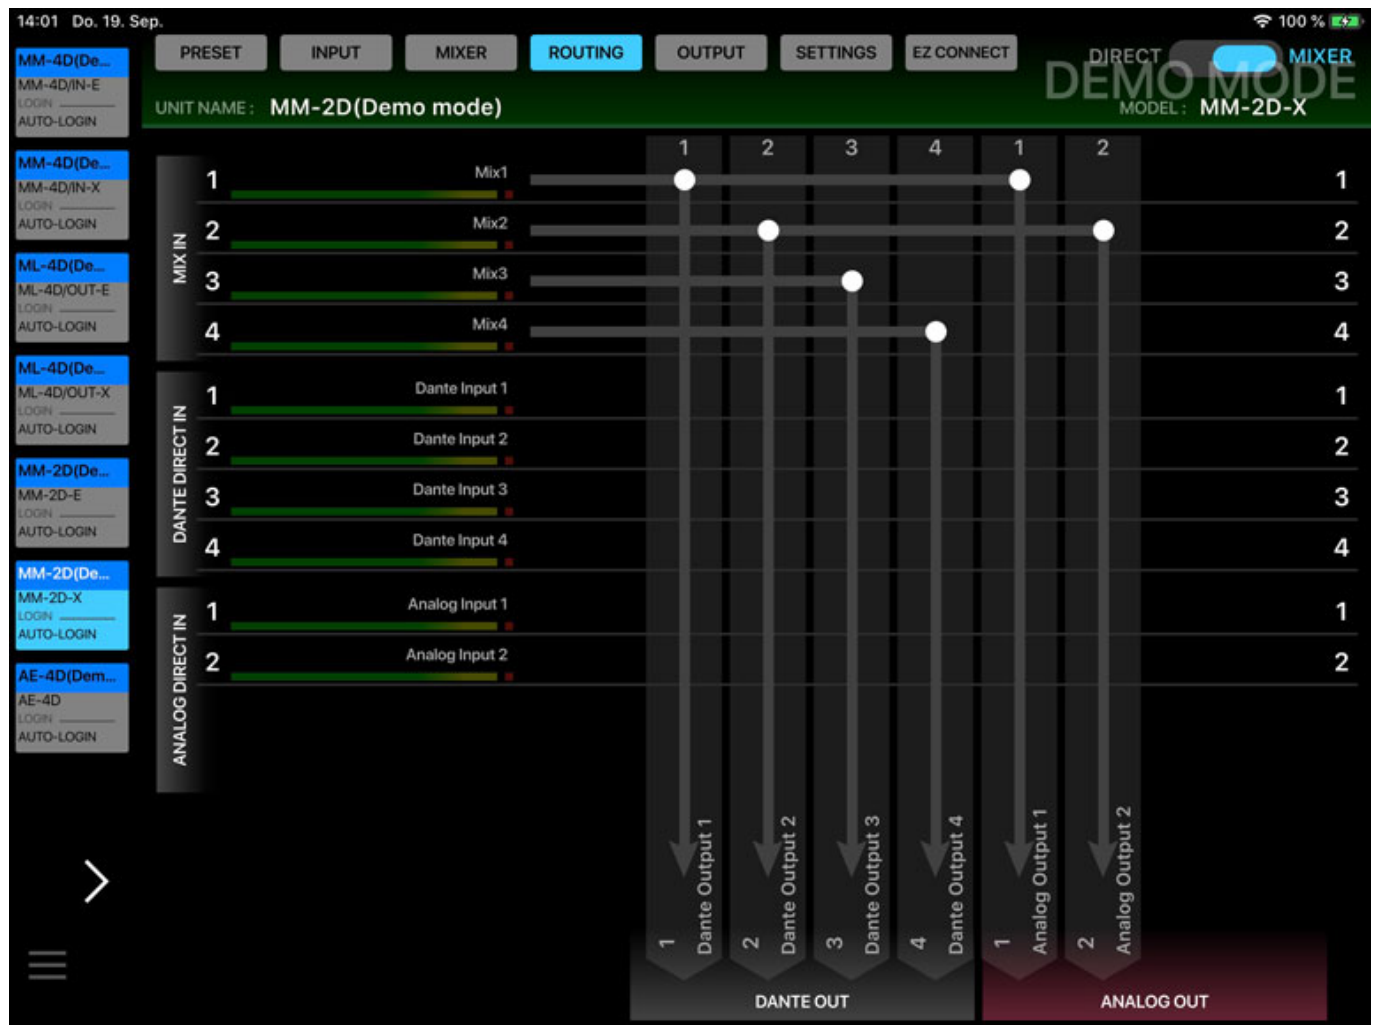 14:01 Do. 19. Sep.
100 %
PRESET INPUT MIXER ROUTING OUTPUT SETTINGS EZ CONNECT DIRECT MIXER
DEMO MODE
UNIT NAME : MM-2D(Demo mode) MODEL : MM-2D-X
MM-4D(De...
MM-4D/IN-E
LOGIN
AUTO-LOGIN
MM-4D(De...
MM-4D/IN-X
LOGIN
AUTO-LOGIN
ML-4D(De...
ML-4D/OUT-E
LOGIN
AUTO-LOGIN
ML-4D(De...
ML-4D/OUT-X
LOGIN
AUTO-LOGIN
MM-2D(De...
MM-2D-E
LOGIN
AUTO-LOGIN
MM-2D(De...
MM-2D-X
LOGIN
AUTO-LOGIN
AE-4D(Dem...
AE-4D
LOGIN
AUTO-LOGIN
1 2 3 4 1 2
MIX IN
1 Mix1 1
2 Mix2 2
3 Mix3 3
4 Mix4 4
DANTE DIRECT IN
1 Dante Input 1 1
2 Dante Input 2 2
3 Dante Input 3 3
4 Dante Input 4 4
ANALOG DIRECT IN
1 Analog Input 1 1
2 Analog Input 2 2
1 Dante Output 1
2 Dante Output 2
3 Dante Output 3
4 Dante Output 4
1 Analog Output 1
2 Analog Output 2
DANTE OUT
ANALOG OUT